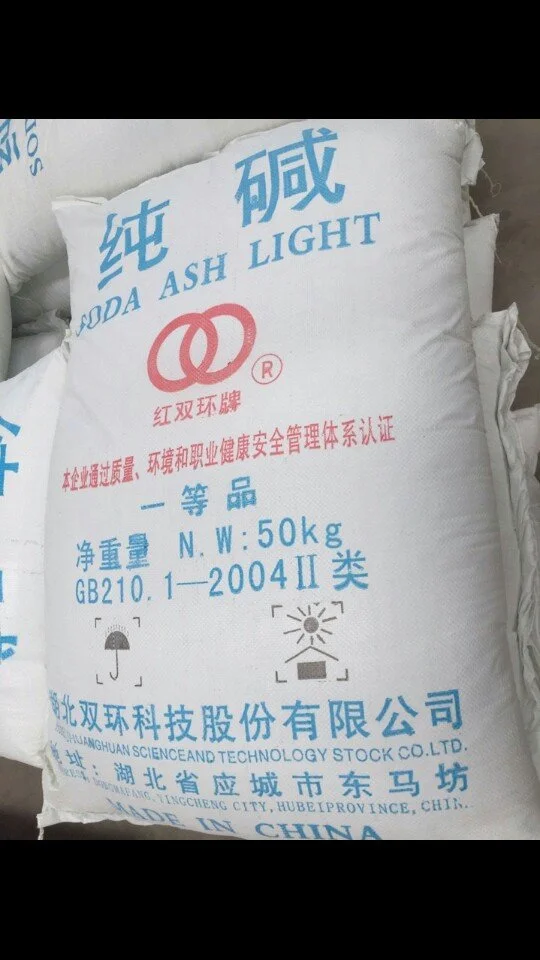 纯碱
SODA ASH LIGHT
®
红双环牌
本企业通过质量、环境和职业健康安全管理体系认证
一等品
净重量 N.W:50kg
GB210.1—2004Ⅱ类
湖北双环科技股份有限公司
SCIENCEAND TECHNOLOGY STOCK CO.LTD.
地址:湖北省应城市东马坊
YINGCHENG CITY,HUBEIPROVINCE,
MADE IN CHINA